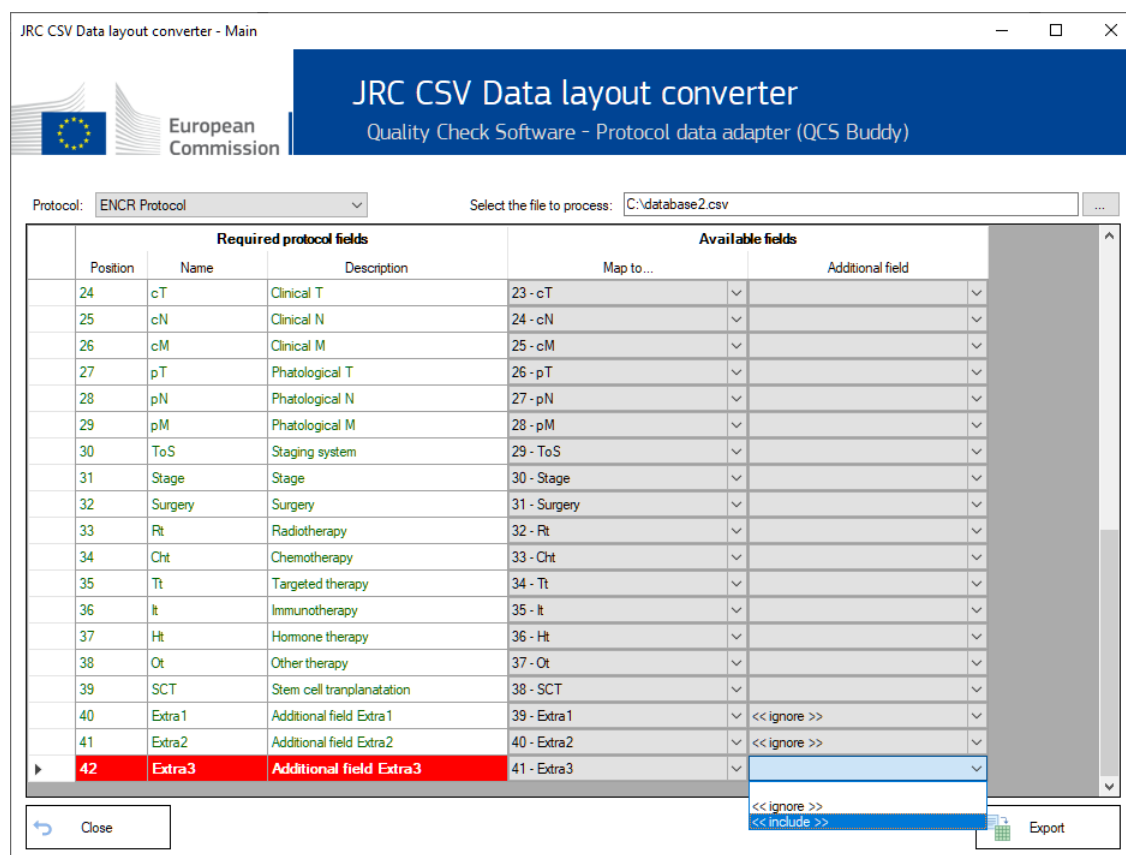 JRC CSV Data layout converter - Main
JRC CSV Data layout converter
Quality Check Software - Protocol data adapter (QCS Buddy)
European
Commission
Protocol: ENCR Protocol Select the file to process: C:\database2.csv ...
Required protocol fields Available fields
Position Name Description Map to... Additional field
24 cT Clinical T 23 - cT
25 cN Clinical N 24 - cN
26 cM Clinical M 25 - cM
27 pT Phatological T 26 - pT
28 pN Phatological N 27 - pN
29 pM Phatological M 28 - pM
30 ToS Staging system 29 - ToS
31 Stage Stage 30 - Stage
32 Surgery Surgery 31 - Surgery
33 Rt Radiotherapy 32 - Rt
34 Cht Chemotherapy 33 - Cht
35 Tt Targeted therapy 34 - Tt
36 It Immunotherapy 35 - It
37 Ht Hormone therapy 36 - Ht
38 Ot Other therapy 37 - Ot
39 SCT Stem cell tranplanatation 38 - SCT
40 Extra1 Additional field Extra1 39 - Extra1 << ignore >>
41 Extra2 Additional field Extra2 40 - Extra2 << ignore >>
42 Extra3 Additional field Extra3 41 - Extra3
<< ignore >>
<< include >>
Close Export